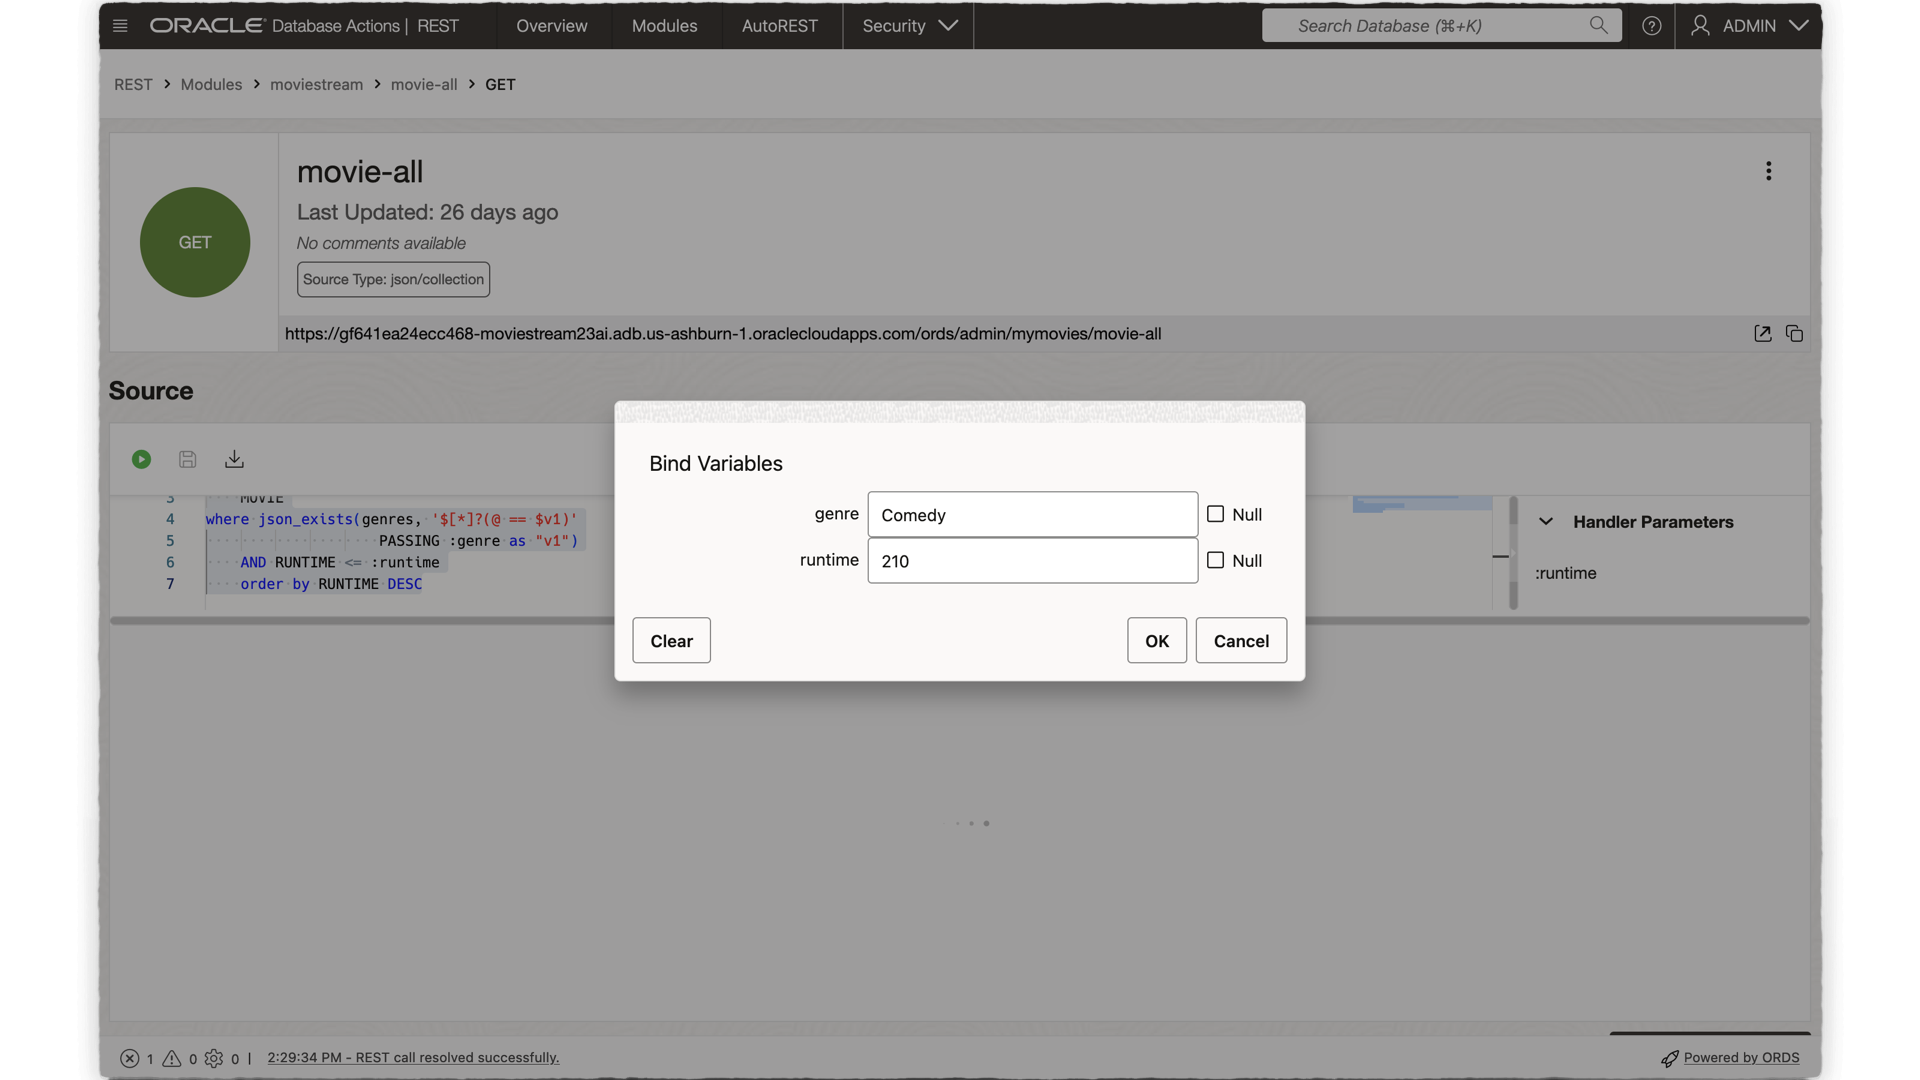 ORACLE Database Actions | REST Overview Modules AutoREST Security Search Database (⌘+K) ADMIN
REST > Modules > moviestream > movie-all > GET
GET
movie-all
Last Updated: 26 days ago
No comments available
Source Type: json/collection
https://gf641ea24ecc468-moviestream23ai.adb.us-ashburn-1.oraclecloudapps.com/ords/admin/mymovies/movie-all
Source
3 MOVIE
4 where json_exists(genres, '$[*]?(@ == $v1)'
5 PASSING :genre as "v1")
6 AND RUNTIME <= :runtime
7 order by RUNTIME DESC
Handler Parameters
:runtime
Bind Variables
genre Comedy Null
runtime 210 Null
Clear OK Cancel
1 0 0 | 2:29:34 PM - REST call resolved successfully.
Powered by ORDS